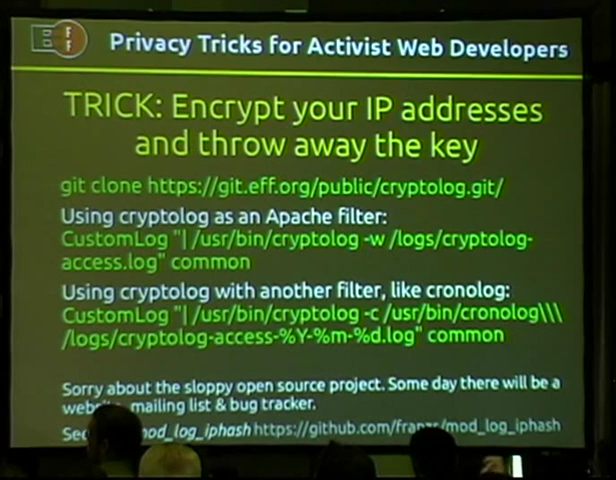 E F F
Privacy Tricks for Activist Web Developers
TRICK: Encrypt your IP addresses
and throw away the key
git clone https://git.eff.org/public/cryptolog.git/
Using cryptolog as an Apache filter:
CustomLog "| /usr/bin/cryptolog -w /logs/cryptolog-
access.log" common
Using cryptolog with another filter, like cronolog:
CustomLog "| /usr/bin/cryptolog -c /usr/bin/cronolog\\\
/logs/cryptolog-access-%Y-%m-%d.log" common
Sorry about the sloppy open source project. Some day there will be a
mailing list & bug tracker.
mod_log_iphash https://github.com/franzs/mod_log_iphash